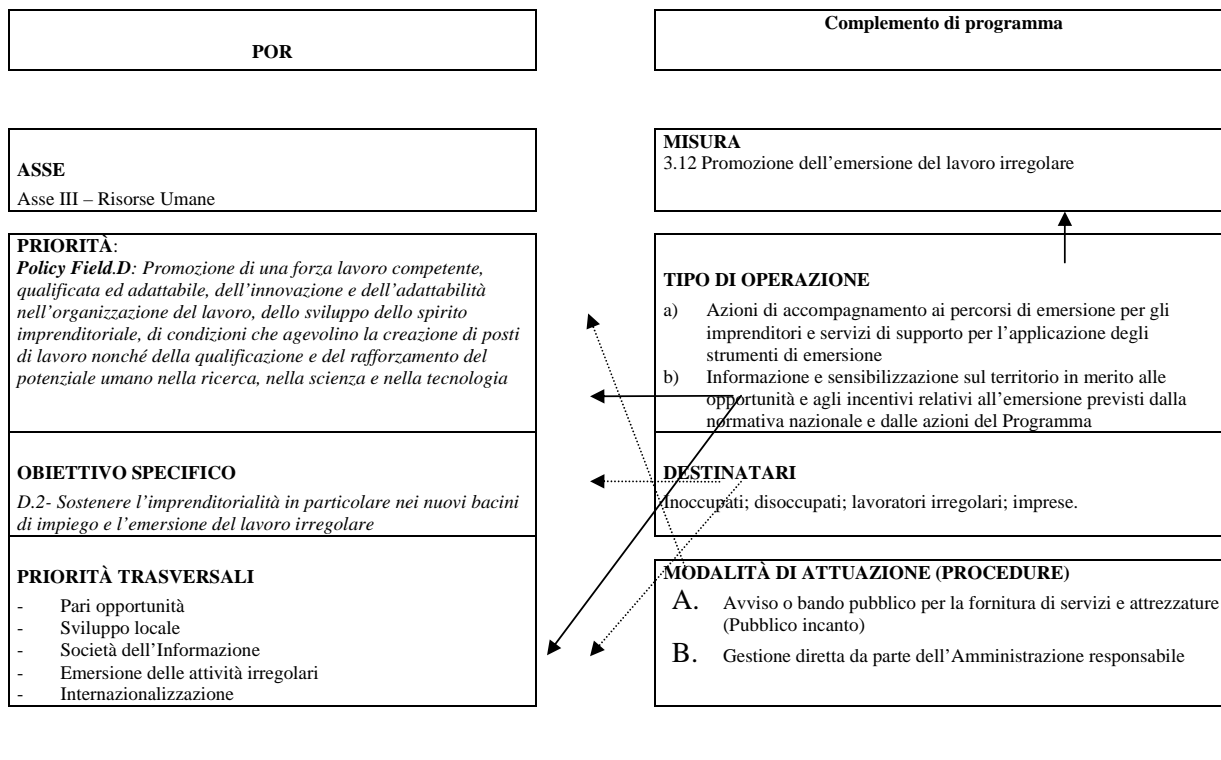 POR
Complemento di programma
ASSE
Asse III – Risorse Umane
MISURA
3.12 Promozione dell'emersione del lavoro irregolare
PRIORITÀ:
Policy Field.D: Promozione di una forza lavoro competente,
qualificata ed adattabile, dell'innovazione e dell'adattabilità
nell'organizzazione del lavoro, dello sviluppo dello spirito
imprenditoriale, di condizioni che agevolino la creazione di posti
di lavoro nonché della qualificazione e del rafforzamento del
potenziale umano nella ricerca, nella scienza e nella tecnologia
TIPO DI OPERAZIONE
a) Azioni di accompagnamento ai percorsi di emersione per gli
imprenditori e servizi di supporto per l'applicazione degli
strumenti di emersione
b) Informazione e sensibilizzazione sul territorio in merito alle
opportunità e agli incentivi relativi all'emersione previsti dalla
normativa nazionale e dalle azioni del Programma
OBIETTIVO SPECIFICO
D.2- Sostenere l'imprenditorialità in particolare nei nuovi bacini
di impiego e l'emersione del lavoro irregolare
DESTINATARI
Inoccupati; disoccupati; lavoratori irregolari; imprese.
PRIORITÀ TRASVERSALI
- Pari opportunità
- Sviluppo locale
- Società dell'Informazione
- Emersione delle attività irregolari
- Internazionalizzazione
MODALITÀ DI ATTUAZIONE (PROCEDURE)
A. Avviso o bando pubblico per la fornitura di servizi e attrezzature
(Pubblico incanto)
B. Gestione diretta da parte dell'Amministrazione responsabile